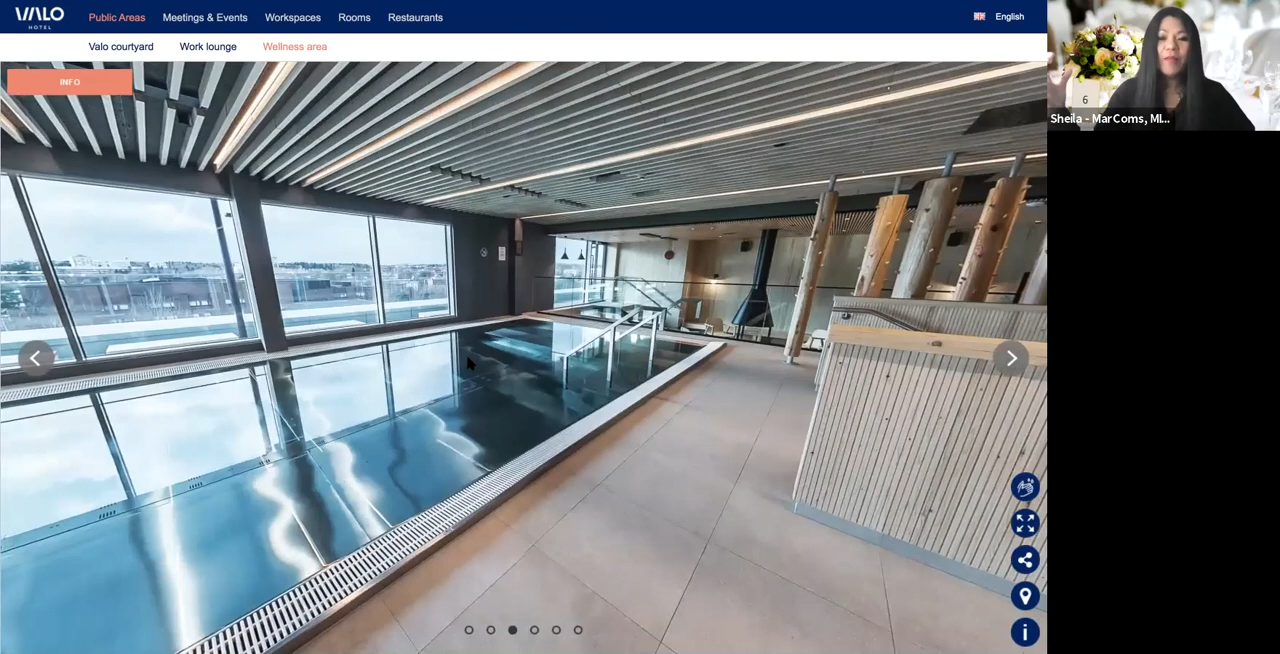 VALO
HOTEL
Public Areas
Meetings & Events
Workspaces
Rooms
Restaurants
English
Valo courtyard
Work lounge
Wellness area
INFO
6
Sheila - MarComs, MI...